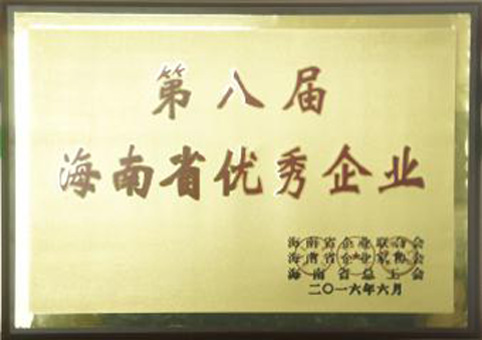 第八届
海南省优秀企业
海南省企业联合会
海南省企业家协会
海南省总工会
二〇一六年六月